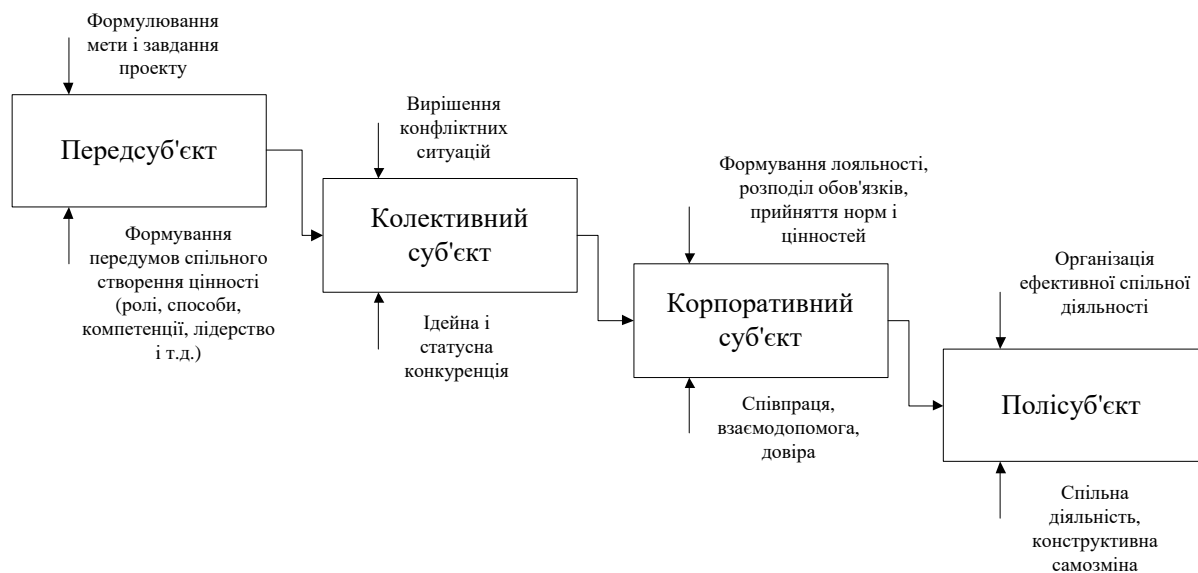 Формулювання
мети і завдання
проекту
Передсуб'єкт
Формування
передумов спільного
створення цінності
(ролі, способи,
компетенції, лідерство
і т.д.)
Вирішення
конфліктних
ситуацій
Колективний
суб'єкт
Ідейна і
статусна
конкуренція
Формування лояльності,
розподіл обов'язків,
прийняття норм і
цінностей
Корпоративний
суб'єкт
Співпраця,
взаємодопомога,
довіра
Організація
ефективної спільної
діяльності
Полісуб'єкт
Спільна
діяльність,
конструктивна
самозміна